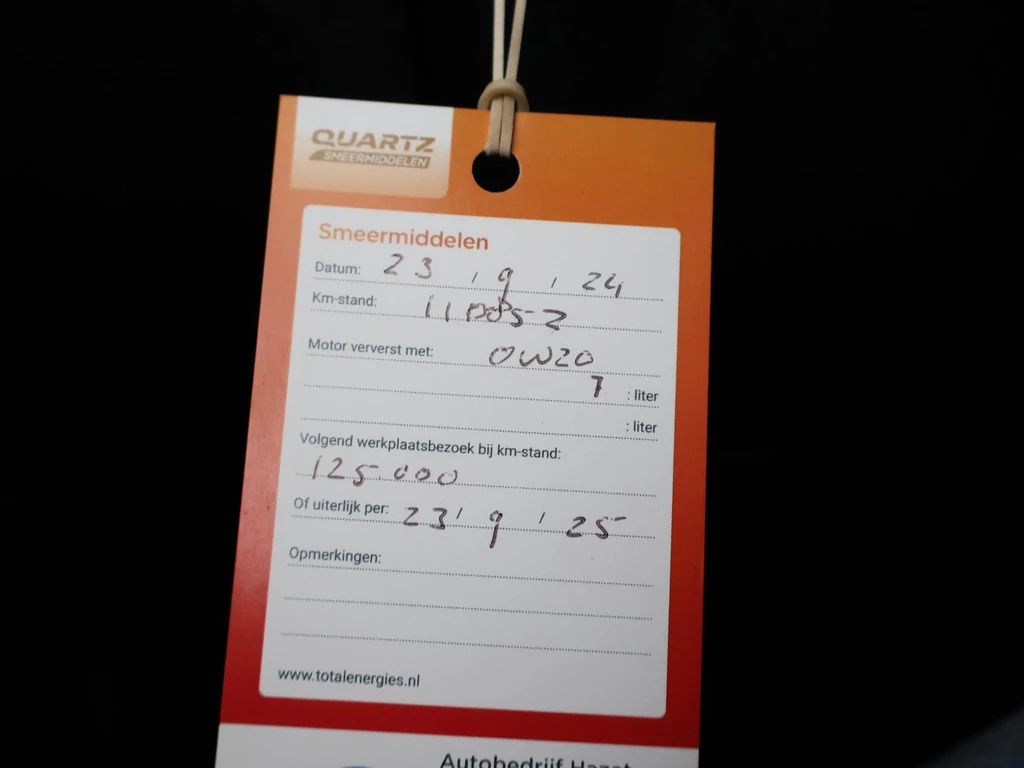 QUARTZ
SMEERMIDDELEN
Smeermiddelen
Datum: 23 / 9 / 24
Km-stand:
Motor ververst met: 0W20
7 : liter
: liter
Volgend werkplaatsbezoek bij km-stand:
125.000
Of uiterlijk per: 23 / 9 / 25
Opmerkingen:
www.totalenergies.nl
Autobedrijf